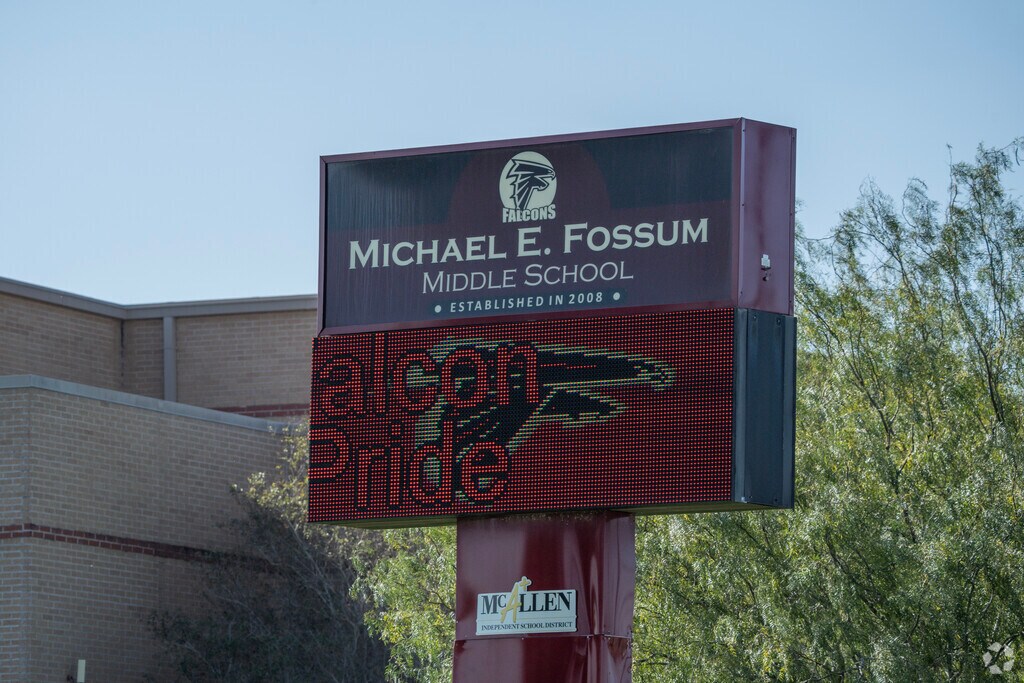 FALCONS
MICHAEL E. FOSSUM
MIDDLE SCHOOL
• ESTABLISHED IN 2008 •
alcon
Pride
MCALLEN
INDEPENDENT SCHOOL DISTRICT